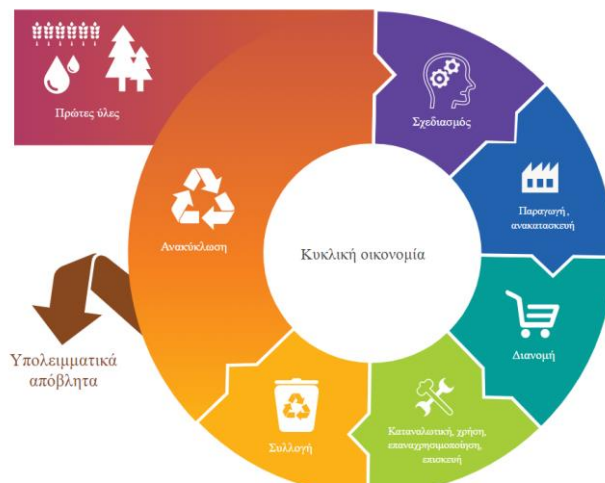 Πρώτες ύλες
Σχεδιασμός
Παραγωγή,
ανακατασκευή
Διανομή
Καταναλωτική, χρήση,
επαναχρησιμοποίηση,
επισκευή
Συλλογή
Ανακύκλωση
Υπολειμματικά
απόβλητα
Κυκλική οικονομία